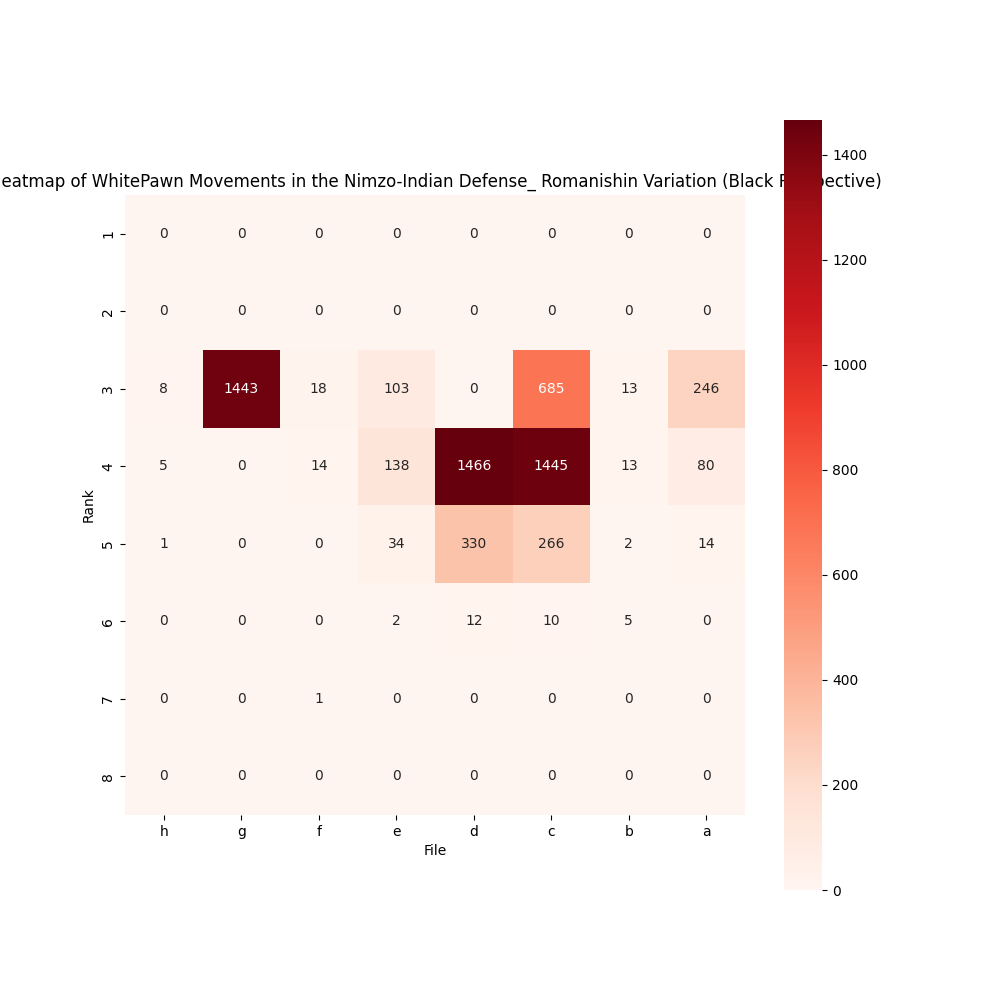 eatmap of WhitePawn Movements in the Nimzo-Indian Defense_ Romanishin Variation (Black pective)
1 0 0 0 0 0 0 0 0
2 0 0 0 0 0 0 0 0
3 8 1443 18 103 0 685 13 246
4 5 0 14 138 1466 1445 13 80
5 1 0 0 34 330 266 2 14
6 0 0 0 2 12 10 5 0
7 0 0 1 0 0 0 0 0
8 0 0 0 0 0 0 0 0
h g f e d c b a
File
Rank
1400
1200
1000
800
600
400
200
0